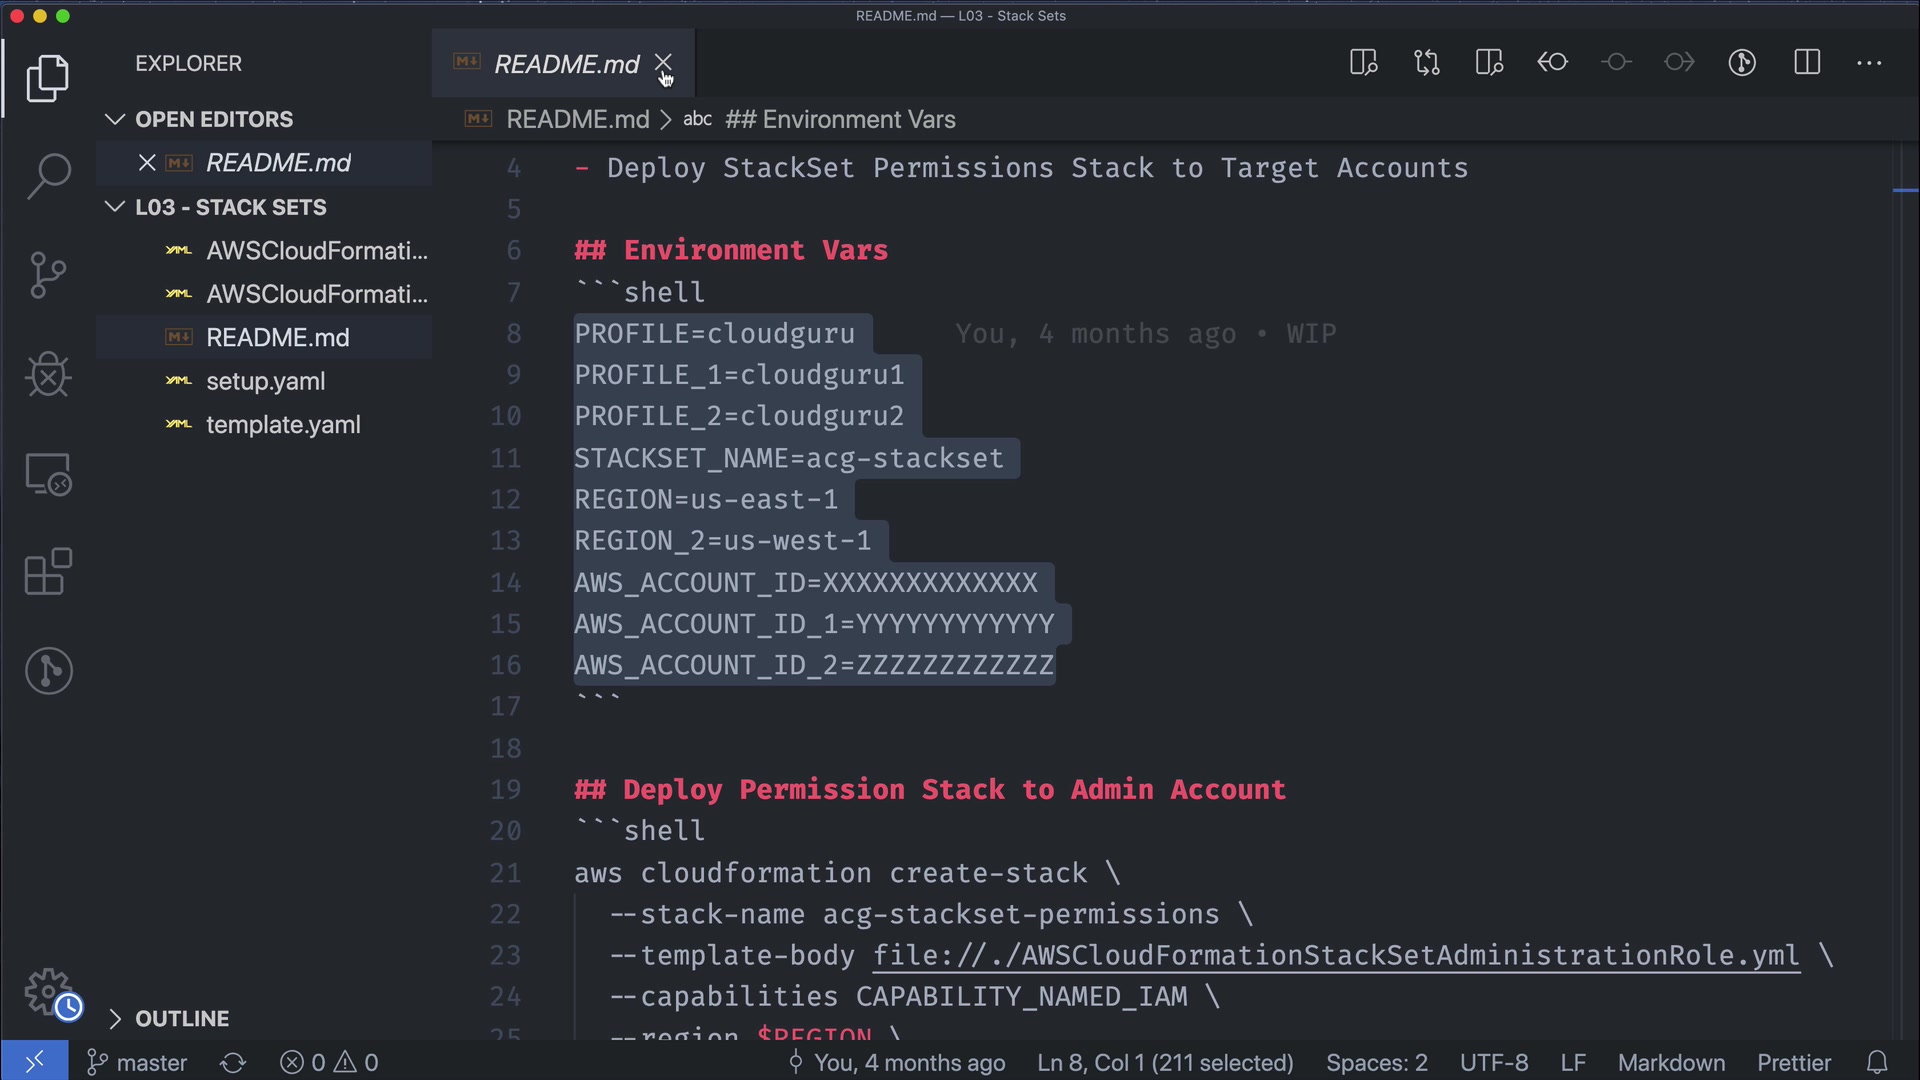 README.md — L03 - Stack Sets
EXPLORER
OPEN EDITORS
README.md
L03 - STACK SETS
AWSCloudFormati...
AWSCloudFormati...
README.md
setup.yaml
template.yaml
OUTLINE
README.md
README.md > abc ## Environment Vars
4 - Deploy StackSet Permissions Stack to Target Accounts
5
6 ## Environment Vars
7 ```shell
8 PROFILE=cloudguru You, 4 months ago • WIP
9 PROFILE_1=cloudguru1
10 PROFILE_2=cloudguru2
11 STACKSET_NAME=acg-stackset
12 REGION=us-east-1
13 REGION_2=us-west-1
14 AWS_ACCOUNT_ID=XXXXXXXXXXXXX
15 AWS_ACCOUNT_ID_1=YYYYYYYYYYYY
16 AWS_ACCOUNT_ID_2=ZZZZZZZZZZZZ
17 ```
18
19 ## Deploy Permission Stack to Admin Account
20 ```shell
21 aws cloudformation create-stack \
22 --stack-name acg-stackset-permissions \
23 --template-body file://./AWSCloudFormationStackSetAdministrationRole.yml \
24 --capabilities CAPABILITY_NAMED_IAM \
25 --region $REGION \
master 0 0 You, 4 months ago Ln 8, Col 1 (211 selected) Spaces: 2 UTF-8 LF Markdown Prettier